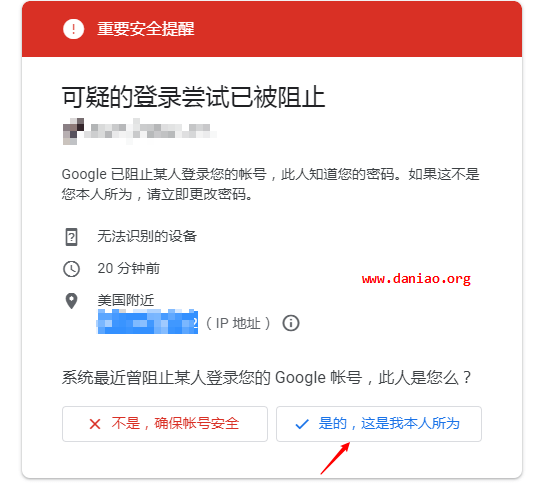 重要安全提醒
可疑的登录尝试已被阻止
Google 已阻止某人登录您的帐号，此人知道您的密码。如果这不是
您本人所为，请立即更改密码。
无法识别的设备
20 分钟前
www.daniao.org
美国附近
（IP 地址）
系统最近曾阻止某人登录您的 Google 帐号，此人是您么？
不是，确保帐号安全
是的，这是我本人所为